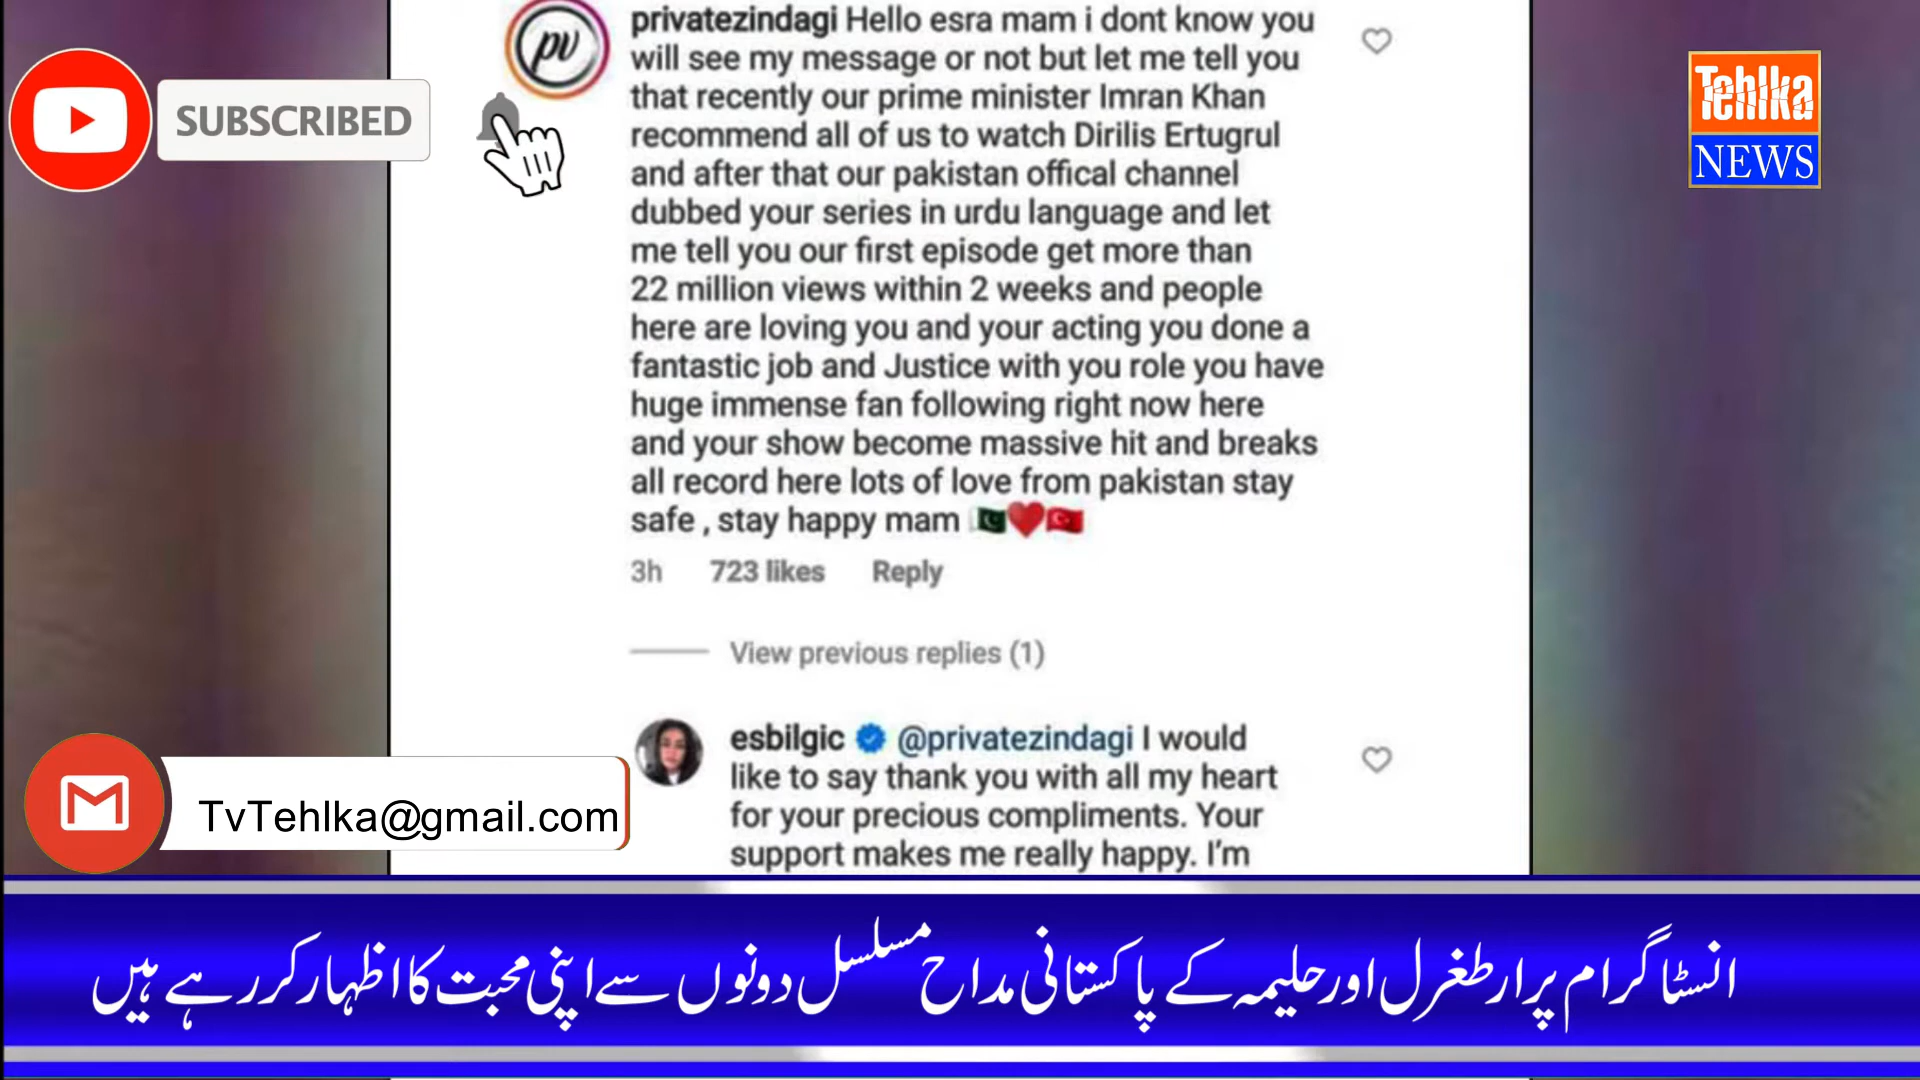 privatezindagi Hello esra mam i dont know you
will see my message or not but let me tell you
that recently our prime minister Imran Khan
recommend all of us to watch Dirilis Ertugrul
and after that our pakistan offical channel
dubbed your series in urdu language and let
me tell you our first episode get more than
22 million views within 2 weeks and people
here are loving you and your acting you done a
fantastic job and Justice with you role you have
huge immense fan following right now here
and your show become massive hit and breaks
all record here lots of love from pakistan stay
safe , stay happy mam 🇵🇰❤️🇹🇷
3h 723 likes Reply
View previous replies (1)
esbilgic @privatezindagi I would
like to say thank you with all my heart
for your precious compliments. Your
support makes me really happy. I’m
pv
SUBSCRIBED
Tehlka
NEWS
TvTehlka@gmail.com
انسٹاگرام پر ارطغرل اور حلیمہ کے پاکستانی مداح مسلسل دونوں سے اپنی محبت کا اظہار کر رہے ہیں